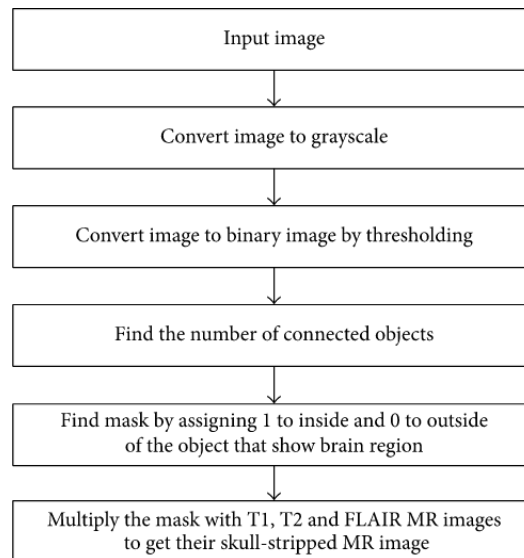 Input image
Convert image to grayscale
Convert image to binary image by thresholding
Find the number of connected objects
Find mask by assigning 1 to inside and 0 to outside
of the object that show brain region
Multiply the mask with T1, T2 and FLAIR MR images
to get their skull-stripped MR image